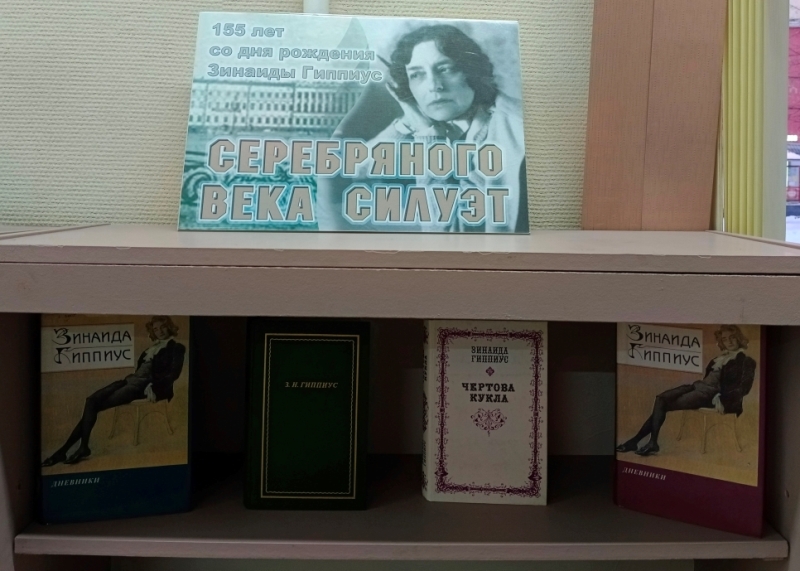 155 лет
со дня рождения
Зинаиды Гиппиус
СЕРЕБРЯНОГО
ВЕКА СИЛУЭТ
ЗИНАИДА
ГИППИУС
ДНЕВНИКИ
З. Н. ГИППИУС
ЗИНАИДА
ГИППИУС
ЧЕРТОВА
КУКЛА
ЗИНАИДА
ГИППИУС
ДНЕВНИКИ